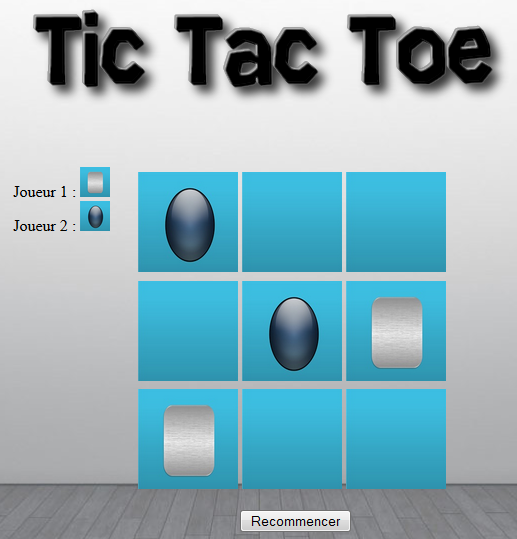 Tic Tac Toe
Joueur 1 :
Joueur 2 :
Recommencer